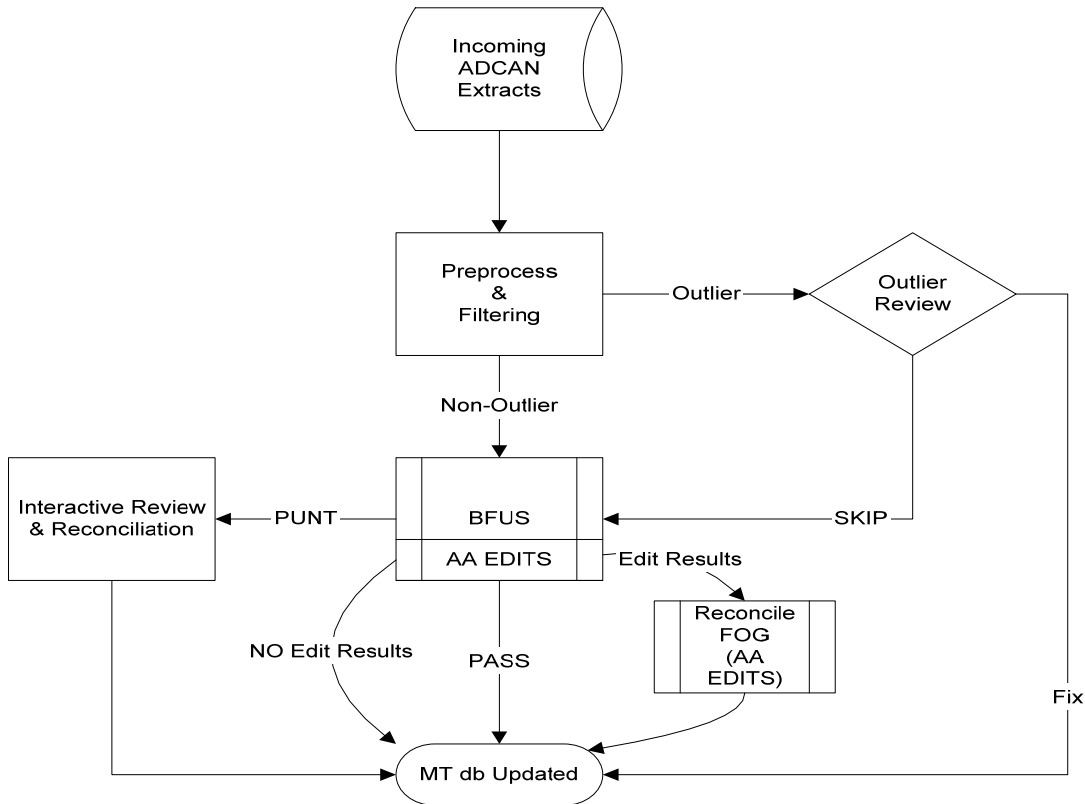 Incoming
ADCAN
Extracts
Preprocess
&
Filtering
Outlier
Outlier
Review
Non-Outlier
Interactive Review
& Reconciliation
PUNT
BFUS
SKIP
AA EDITS
Edit Results
Reconcile
FOG
(AA
EDITS)
NO Edit Results
PASS
Fix
MT db Updated